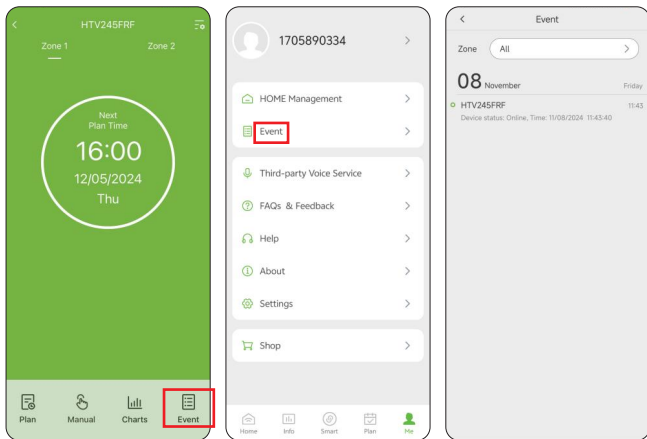 HTV245FRF
Zone 1 Zone 2
Next
Plan Time
16:00
12/05/2024
Thu
Plan Manual Charts Event
1705890334
HOME Management
Event
Third-party Voice Service
FAQs & Feedback
Help
About
Settings
Shop
Home Info Smart Plan Me
Event
Zone All
08 November Friday
HTV245FRF 11:43
Device status: Online, Time: 11/08/2024 11:43:40